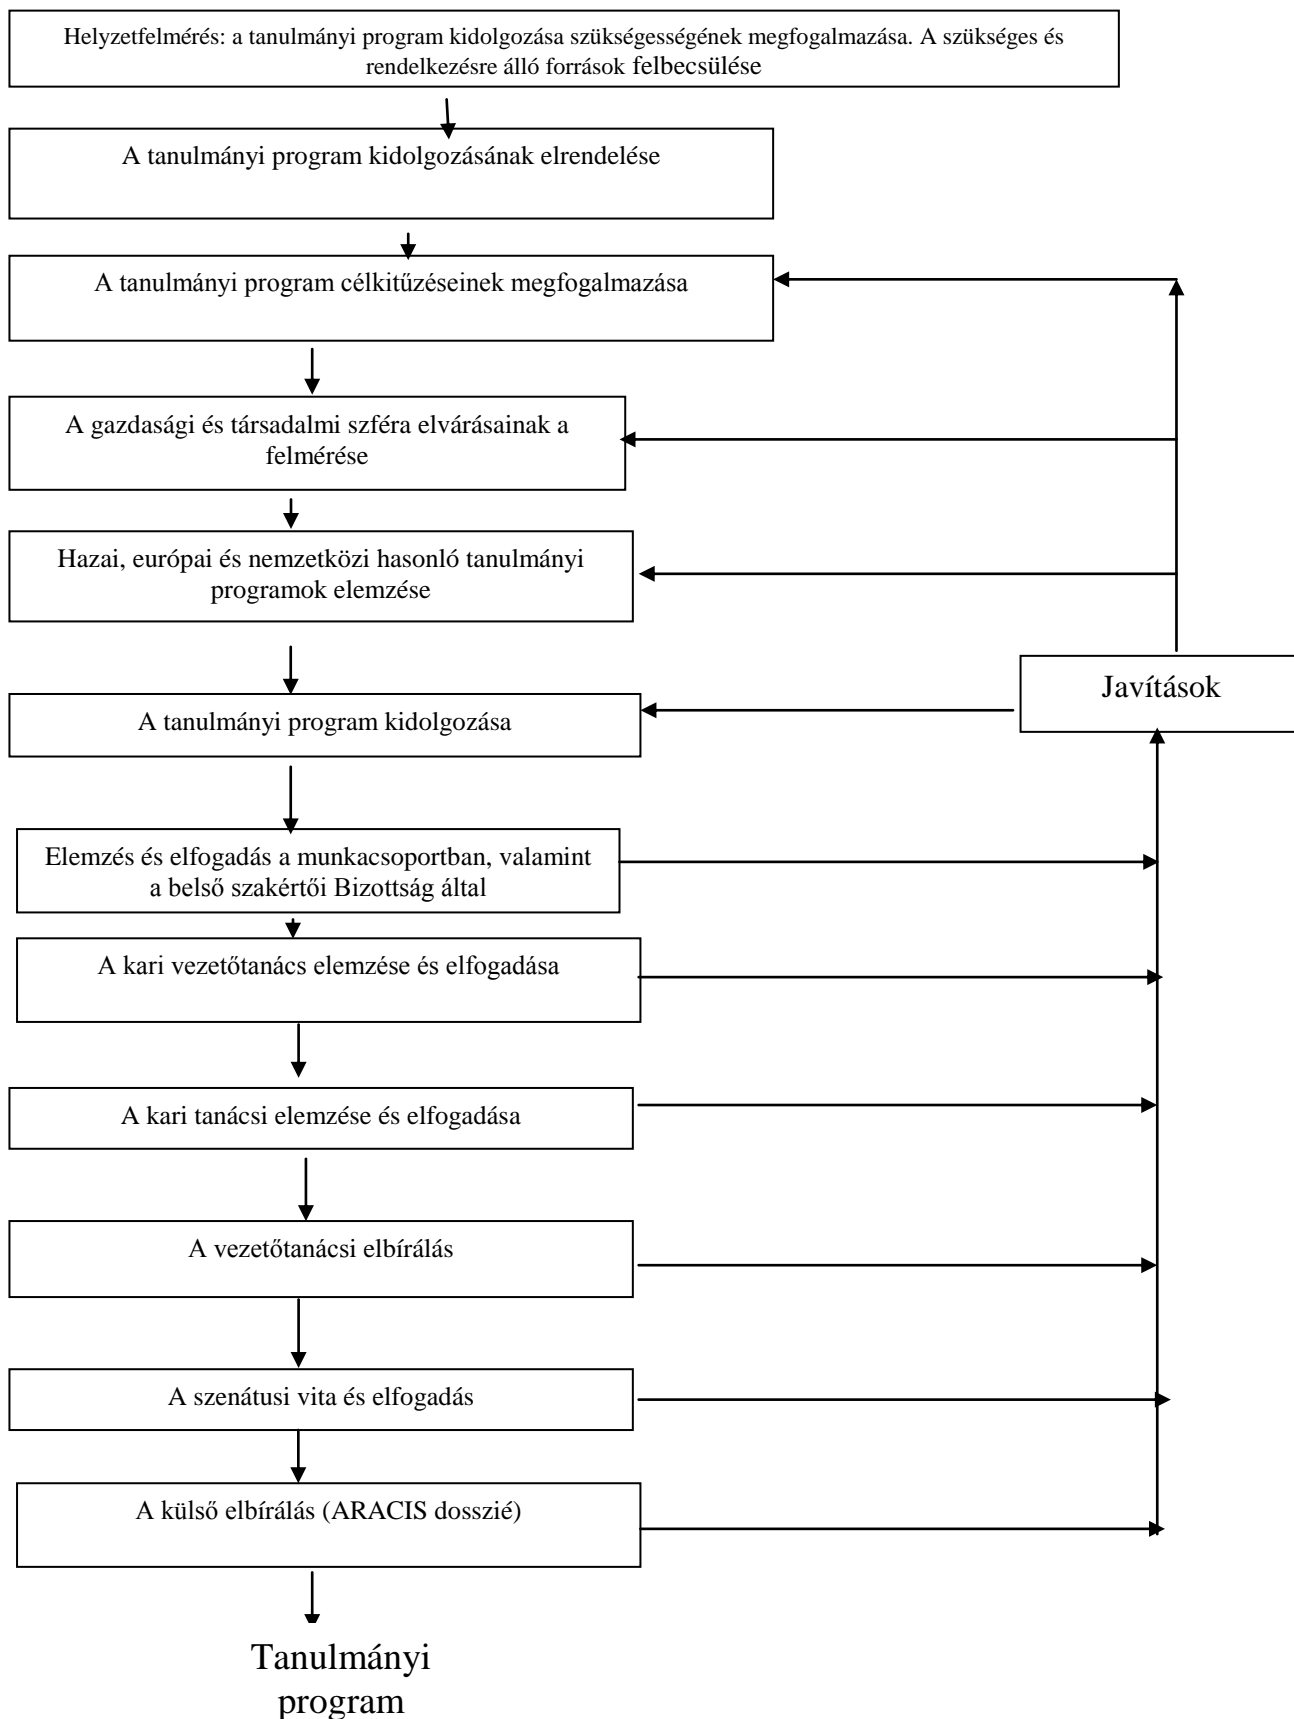 Helyzetfelmérés: a tanulmányi program kidolgozása szükségességének megfogalmazása. A szükséges és
rendelkezésre álló források felbecsülése
A tanulmányi program kidolgozásának elrendelése
A tanulmányi program célkitűzéseinek megfogalmazása
A gazdasági és társadalmi szféra elvárásainak a
felmérése
Hazai, európai és nemzetközi hasonló tanulmányi
programok elemzése
Javítások
A tanulmányi program kidolgozása
Elemzés és elfogadás a munkacsoportban, valamint
a belső szakértői Bizottság által
A kari vezetőtanács elemzése és elfogadása
A kari tanácsi elemzése és elfogadása
A vezetőtanácsi elbírálás
A szenátusi vita és elfogadás
A külső elbírálás (ARACIS dosszié)
Tanulmányi
program